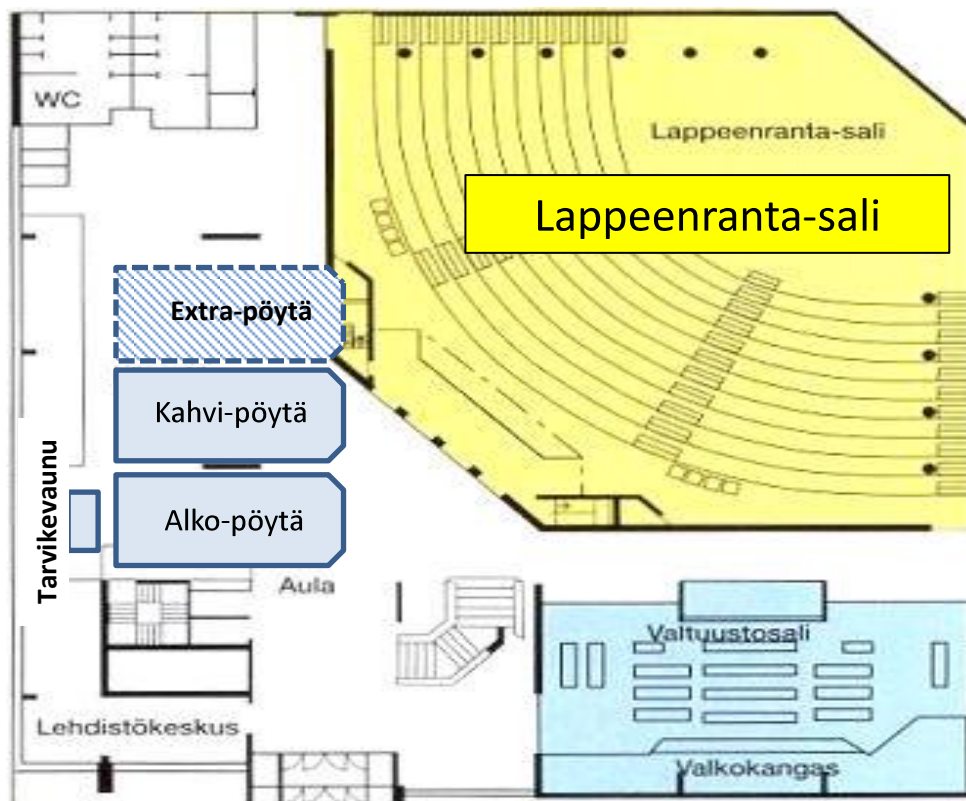 WC
Lappeenranta-sali
Lappeenranta-sali
Extra-pöytä
Kahvi-pöytä
Alko-pöytä
Tarvikevaunu
Aula
Valtuustosali
Lehdistökeskus
Valkokangas